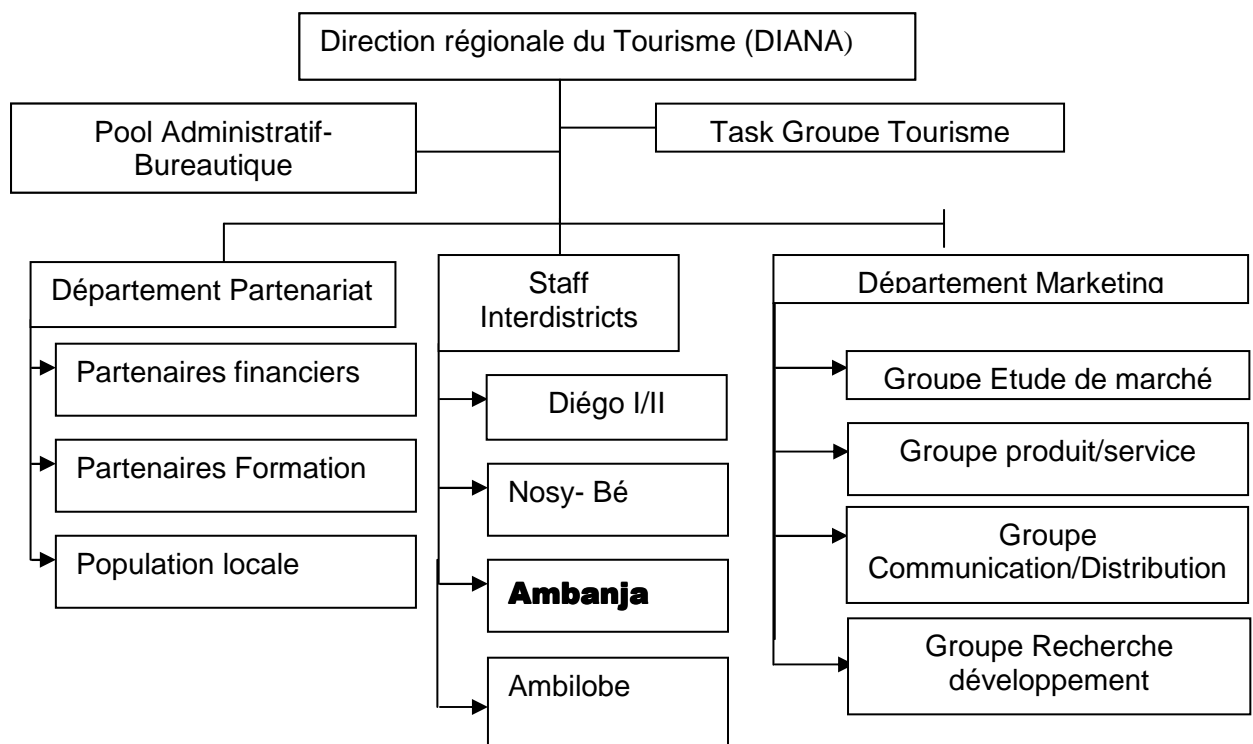 Direction régionale du Tourisme (DIANA)
Pool Administratif-
Bureautique
Task Groupe Tourisme
Département Partenariat
Partenaires financiers
Partenaires Formation
Population locale
Staff
Interdistricts
Diégo I/II
Nosy- Bé
Ambanja
Ambilobe
Département Marketing
Groupe Etude de marché
Groupe produit/service
Groupe
Communication/Distribution
Groupe Recherche
développement